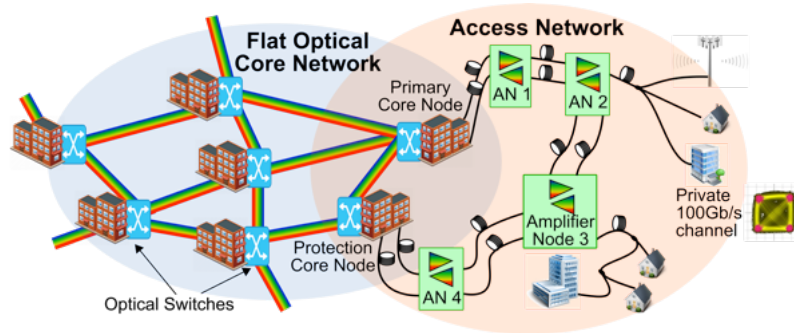 Flat Optical
Core Network
Access Network
Primary
Core Node
AN 1
AN 2
Private
100Gb/s
channel
Amplifier
Node 3
Protection
Core Node
AN 4
Optical Switches